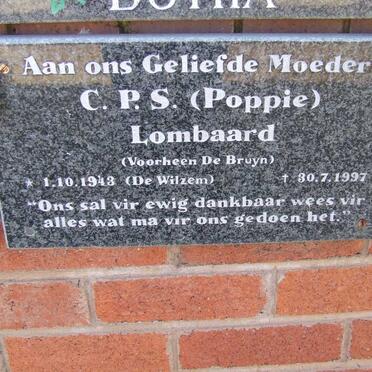 BOTHA
Aan ons Geliefde Moeder
C. P. S. (Poppie)
Lombaard
(Voorheen De Bruyn)
* 1.10.1943 (De Wilzem) † 30.7.1997
"Ons sal vir ewig dankbaar wees vir
alles wat ma vir ons gedoen het."